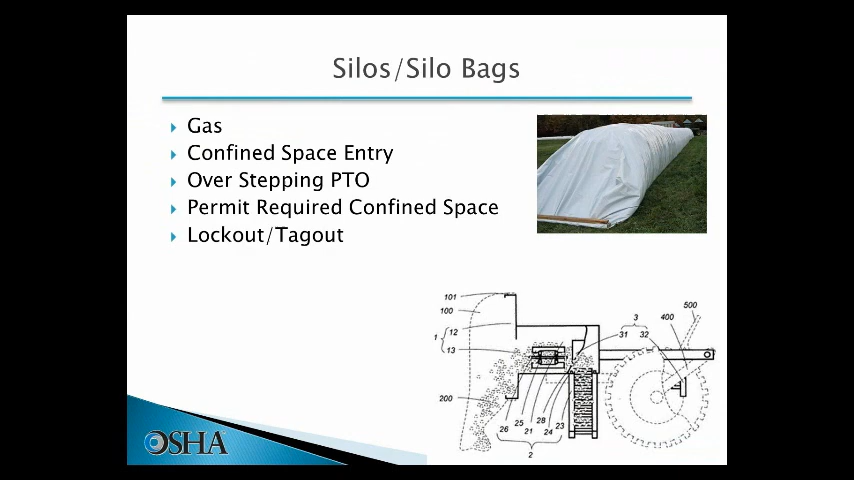 Silos/Silo Bags
Gas
Confined Space Entry
Over Stepping PTO
Permit Required Confined Space
Lockout/Tagout
101
100
1
12
13
200
26
25
21
28
24
23
2
3
31
32
400
500
OSHA